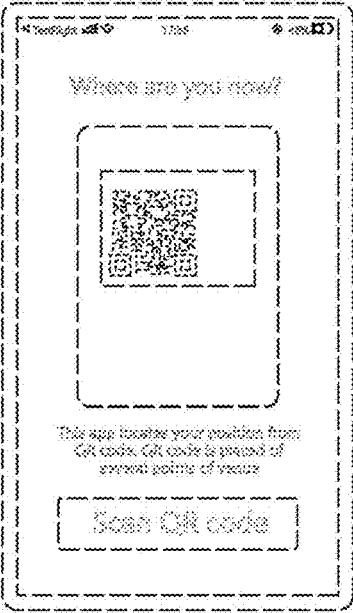 TestFlight
Where are you now?
This app locates your position from
QR code. QR code is placed at
several points of venue
Scan QR code